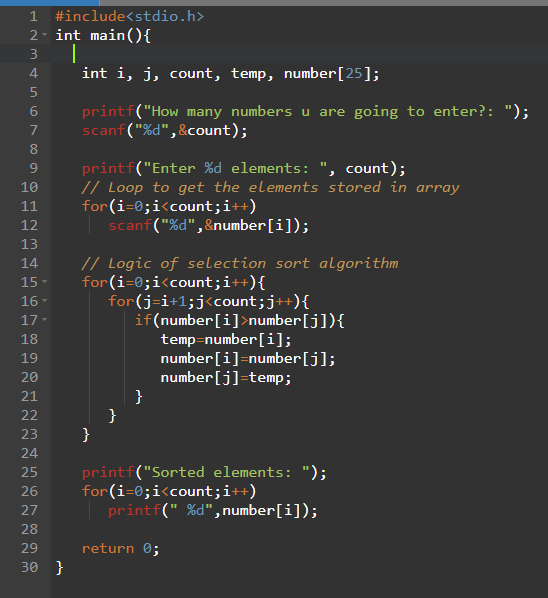 1 #include<stdio.h>
2 int main(){
3
4    int i, j, count, temp, number[25];
5
6    printf("How many numbers u are going to enter?: ");
7    scanf("%d",&count);
8
9    printf("Enter %d elements: ", count);
10    // Loop to get the elements stored in array
11    for(i=0;i<count;i++)
12       scanf("%d",&number[i]);
13
14    // Logic of selection sort algorithm
15    for(i=0;i<count;i++){
16       for(j=i+1;j<count;j++){
17          if(number[i]>number[j]){
18             temp=number[i];
19             number[i]=number[j];
20             number[j]=temp;
21          }
22       }
23    }
24
25    printf("Sorted elements: ");
26    for(i=0;i<count;i++)
27       printf(" %d",number[i]);
28
29    return 0;
30 }